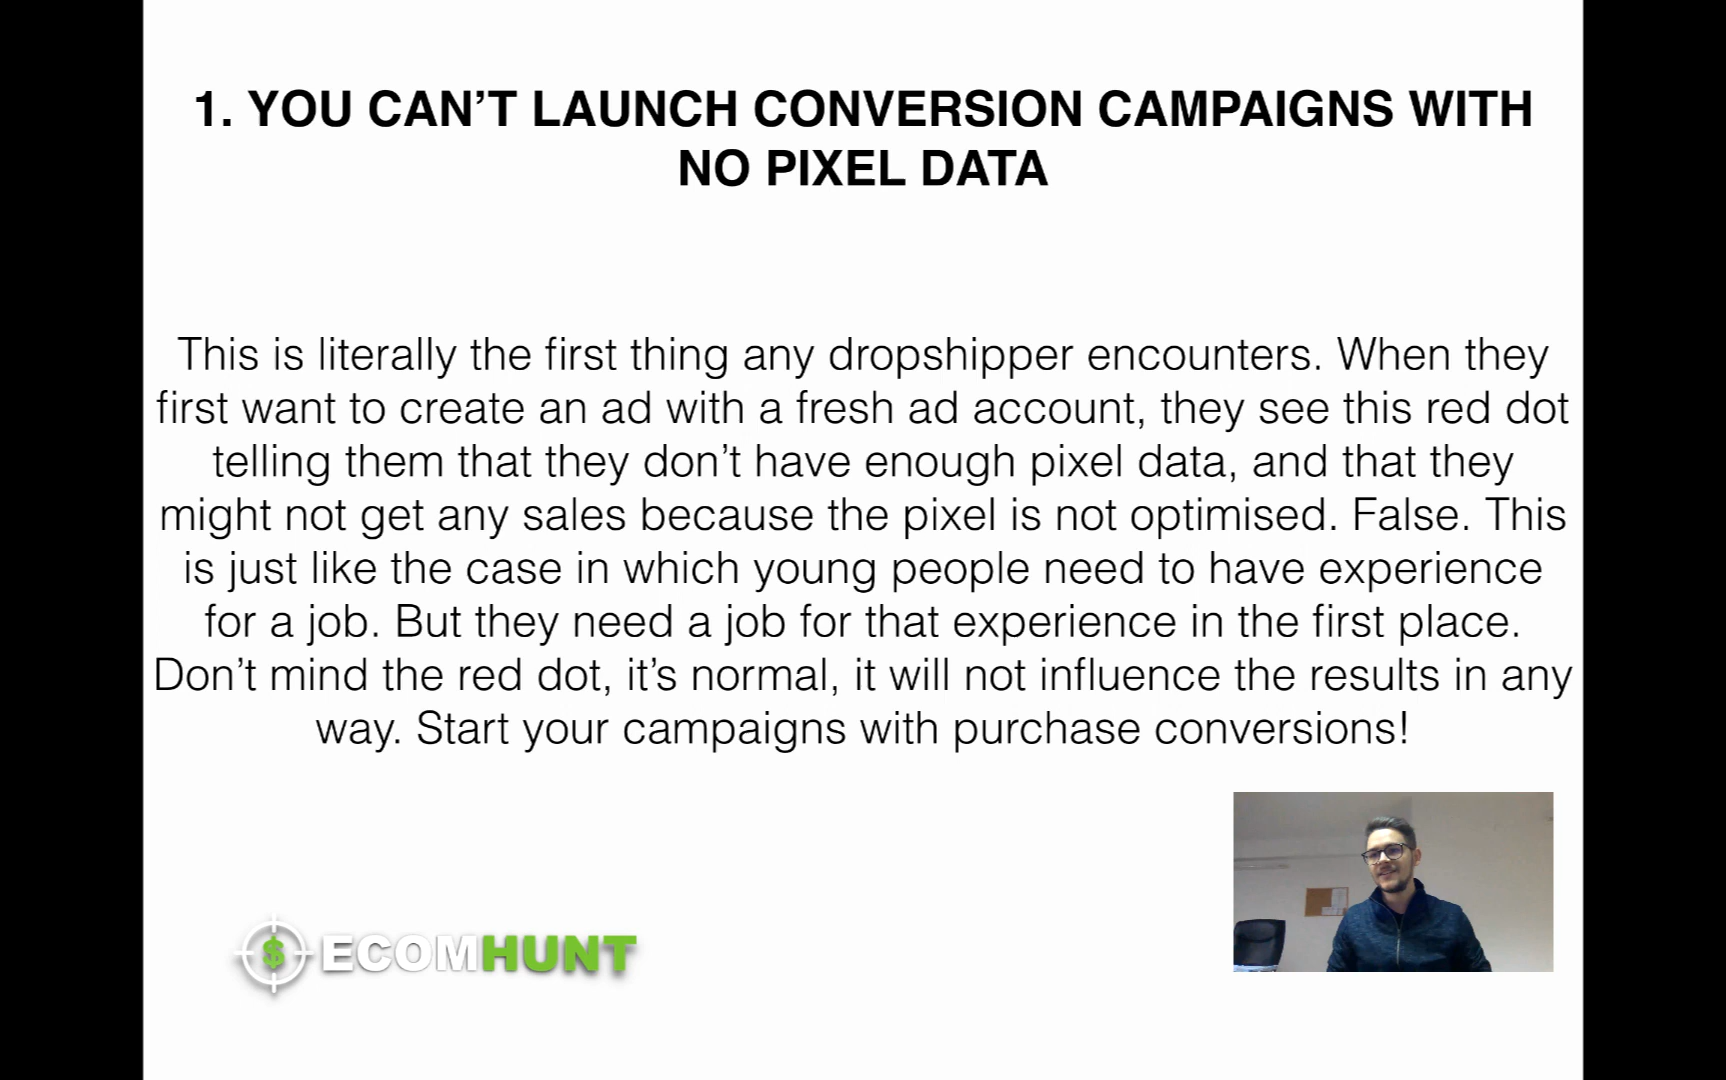 1. YOU CAN’T LAUNCH CONVERSION CAMPAIGNS WITH
NO PIXEL DATA
This is literally the first thing any dropshipper encounters. When they
first want to create an ad with a fresh ad account, they see this red dot
telling them that they don’t have enough pixel data, and that they
might not get any sales because the pixel is not optimised. False. This
is just like the case in which young people need to have experience
for a job. But they need a job for that experience in the first place.
Don’t mind the red dot, it’s normal, it will not influence the results in any
way. Start your campaigns with purchase conversions!
$ ECOMHUNT